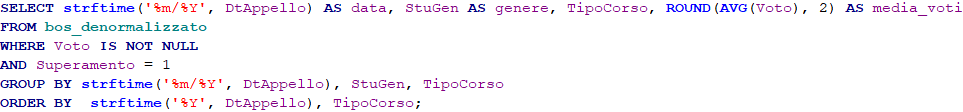 SELECT strftime('%m/%Y', DtAppello) AS data, StuGen AS genere, TipoCorso, ROUND(AVG(Voto), 2) AS media_voti
FROM bos_denormalizzato
WHERE Voto IS NOT NULL
AND Superamento = 1
GROUP BY strftime('%m/%Y', DtAppello), StuGen, TipoCorso
ORDER BY  strftime('%Y', DtAppello), TipoCorso;